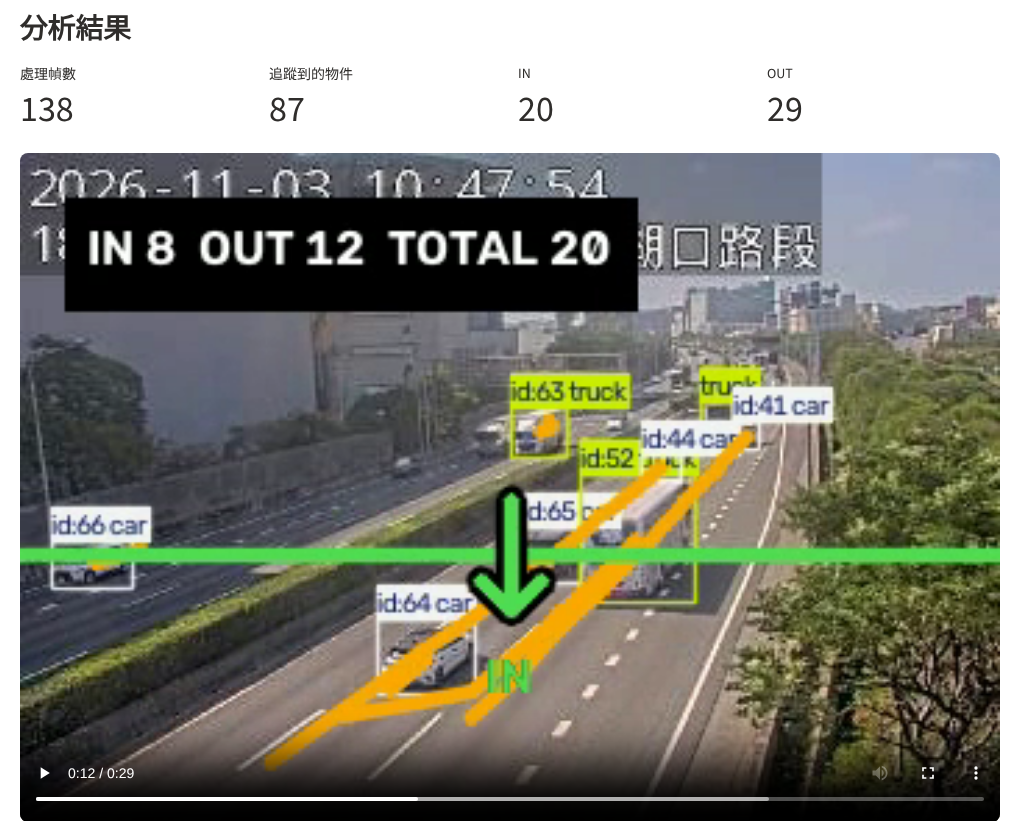 分析結果
處理幀數
追蹤到的物件
IN
OUT
138
87
20
29
2026-11-03 10:47:54
IN 8 OUT 12 TOTAL 20
口路段
id:63 truck
truck
id:41 car
id:44 car
id:52
id:65
id:66 car
id:64 car
IN
0:12 / 0:29